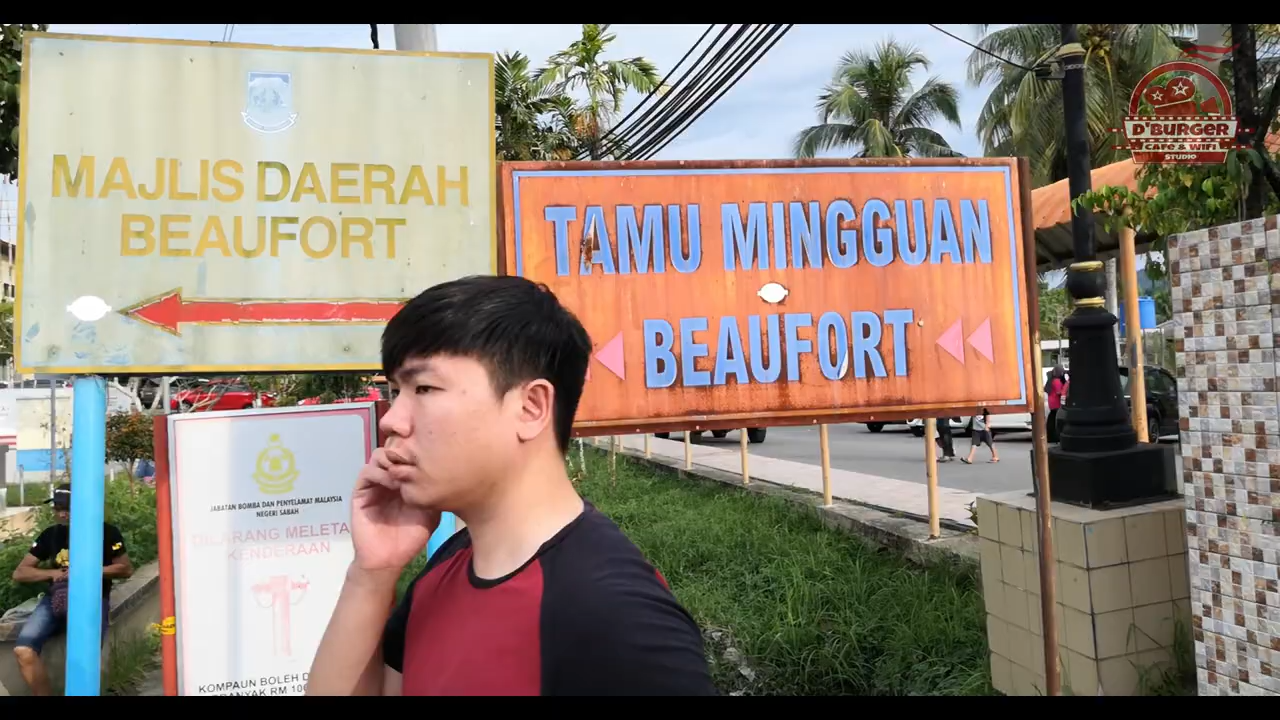 MAJLIS DAERAH
BEAUFORT
TAMU MINGGUAN
BEAUFORT
JABATAN BOMBA DAN PENYELAMAT MALAYSIA
NEGERI SABAH
DILARANG MELETA
KENDERAAN
KOMPAUN BOLEH
RM
D'BURGER
CAFE & WIFI
STUDIO